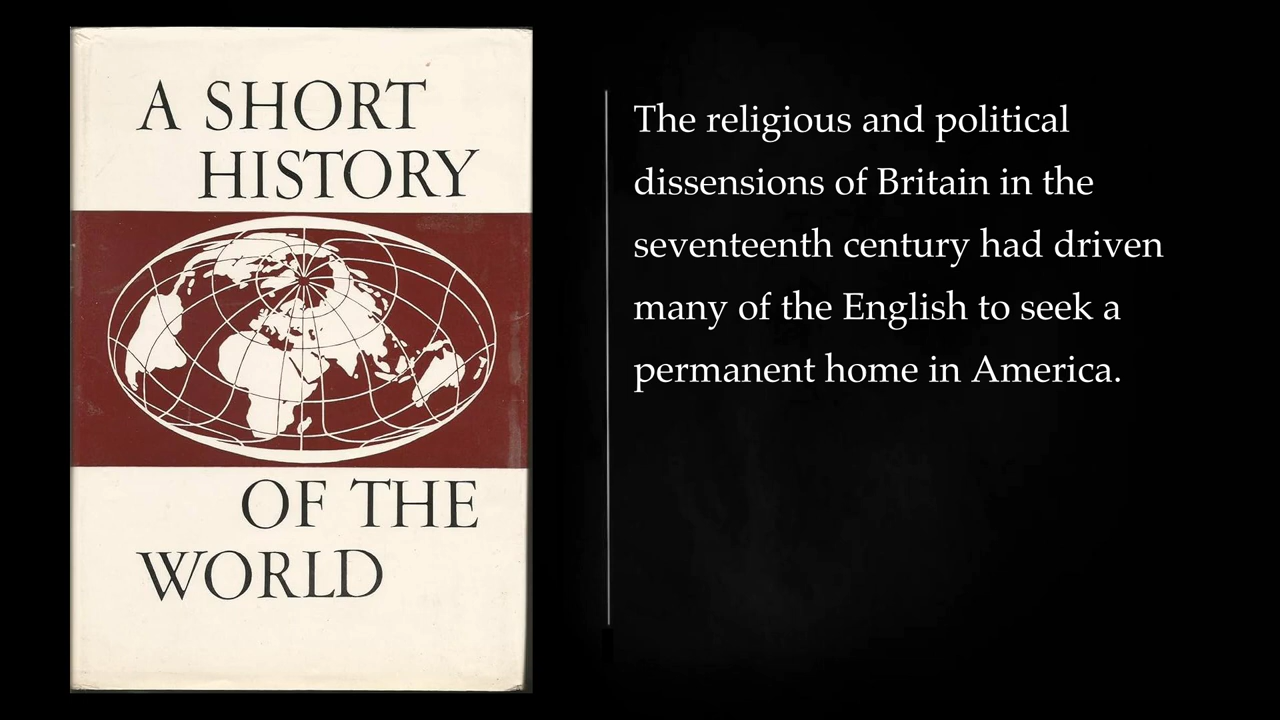 A SHORT
HISTORY
OF THE
WORLD
The religious and political
dissensions of Britain in the
seventeenth century had driven
many of the English to seek a
permanent home in America.